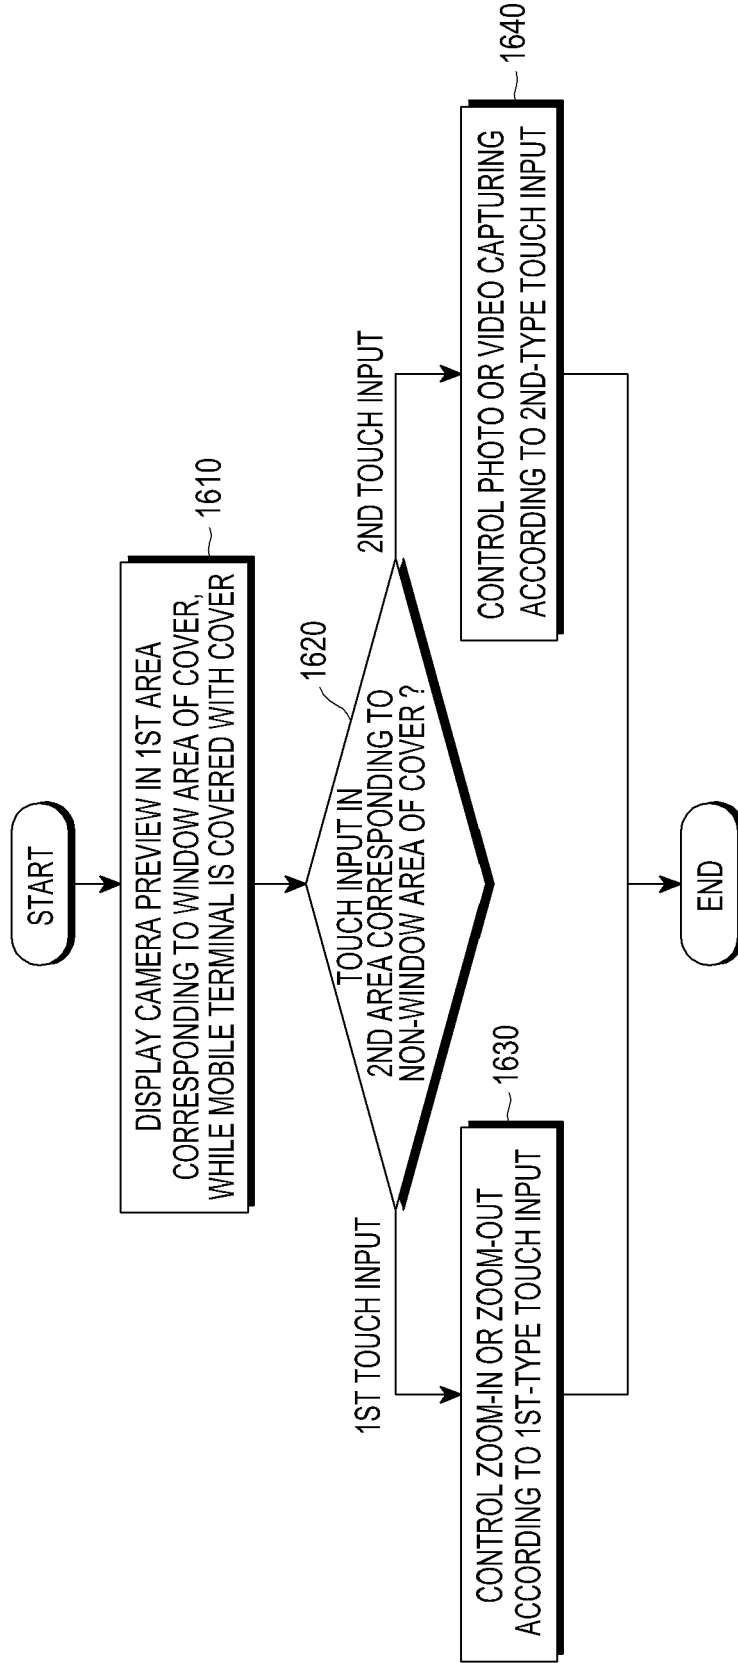 START
DISPLAY CAMERA PREVIEW IN 1ST AREA
CORRESPONDING TO WINDOW AREA OF COVER,
WHILE MOBILE TERMINAL IS COVERED WITH COVER
1610
TOUCH INPUT IN
2ND AREA CORRESPONDING TO
NON-WINDOW AREA OF COVER ?
1620
1ST TOUCH INPUT
2ND TOUCH INPUT
CONTROL ZOOM-IN OR ZOOM-OUT
ACCORDING TO 1ST-TYPE TOUCH INPUT
1630
CONTROL PHOTO OR VIDEO CAPTURING
ACCORDING TO 2ND-TYPE TOUCH INPUT
1640
END